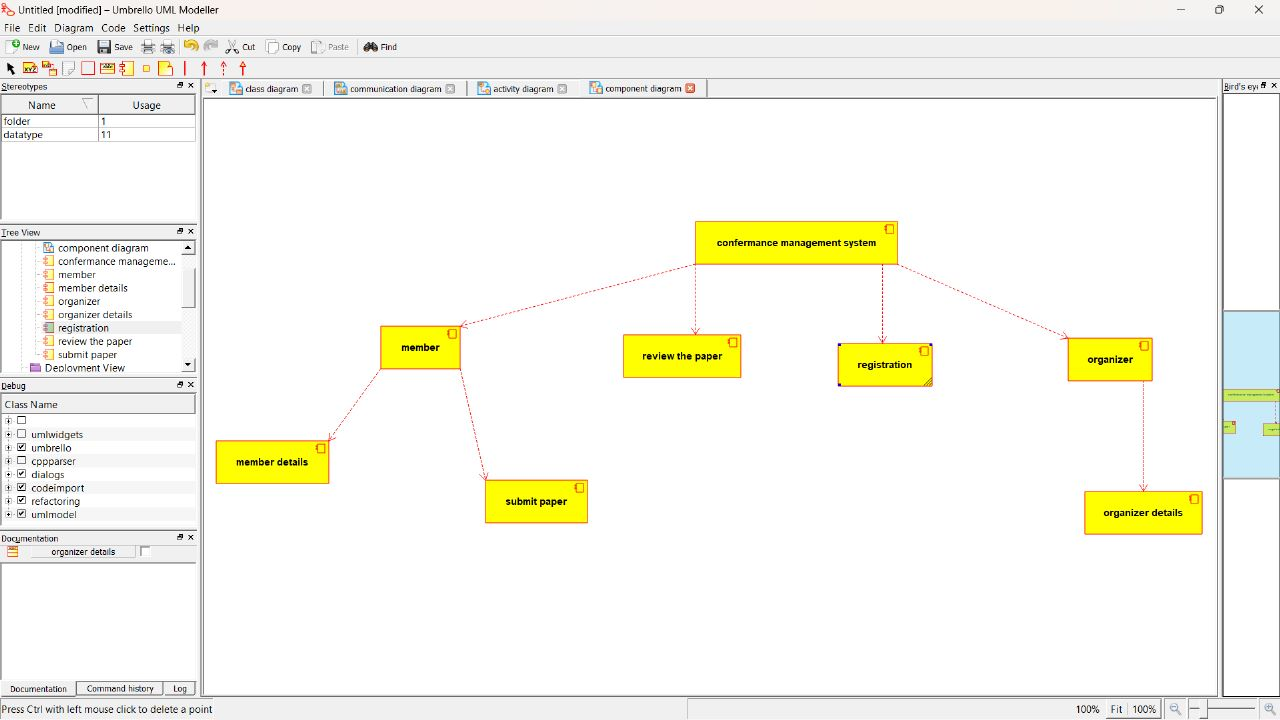 Untitled [modified] – Umbrello UML Modeller
File Edit Diagram Code Settings Help
New Open Save Cut Copy Paste Find
Stereotypes
Name Usage
folder 1
datatype 11
Tree View
component diagram
confermance manageme...
member
member details
organizer
organizer details
registration
review the paper
submit paper
Deployment View
Debug
Class Name
umlwidgets
umbrello
cppparser
dialogs
codeimport
refactoring
umlmodel
Documentation
organizer details
Documentation Command history Log
class diagram communication diagram activity diagram component diagram
confermance management system
member
review the paper
registration
organizer
member details
submit paper
organizer details
Bird's eye
Press Ctrl with left mouse click to delete a point
100% Fit 100%